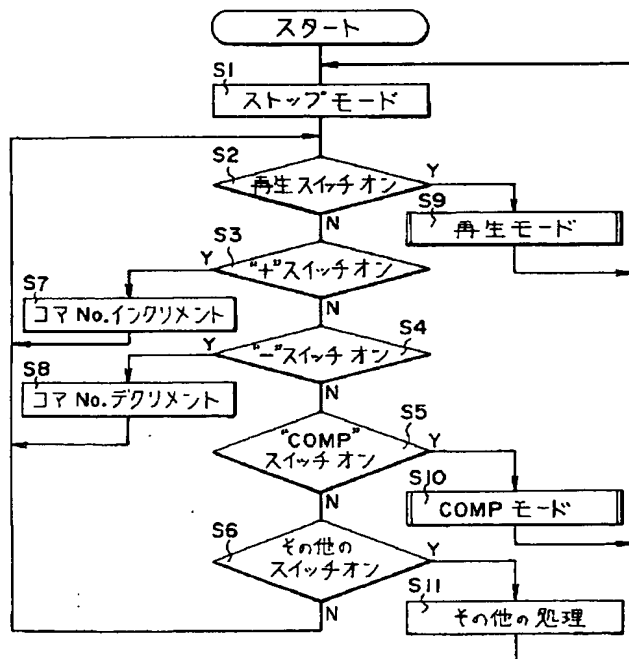 スタート
S1
ストップモード
S2
再生スイッチオン
Y
N
S9
再生モード
S3
"+"スイッチオン
Y
N
S7
コマNo.インクリメント
S4
"−"スイッチオン
Y
N
S8
コマNo.デクリメント
S5
"COMP"
スイッチオン
Y
N
S10
COMPモード
S6
その他の
スイッチオン
Y
N
S11
その他の処理